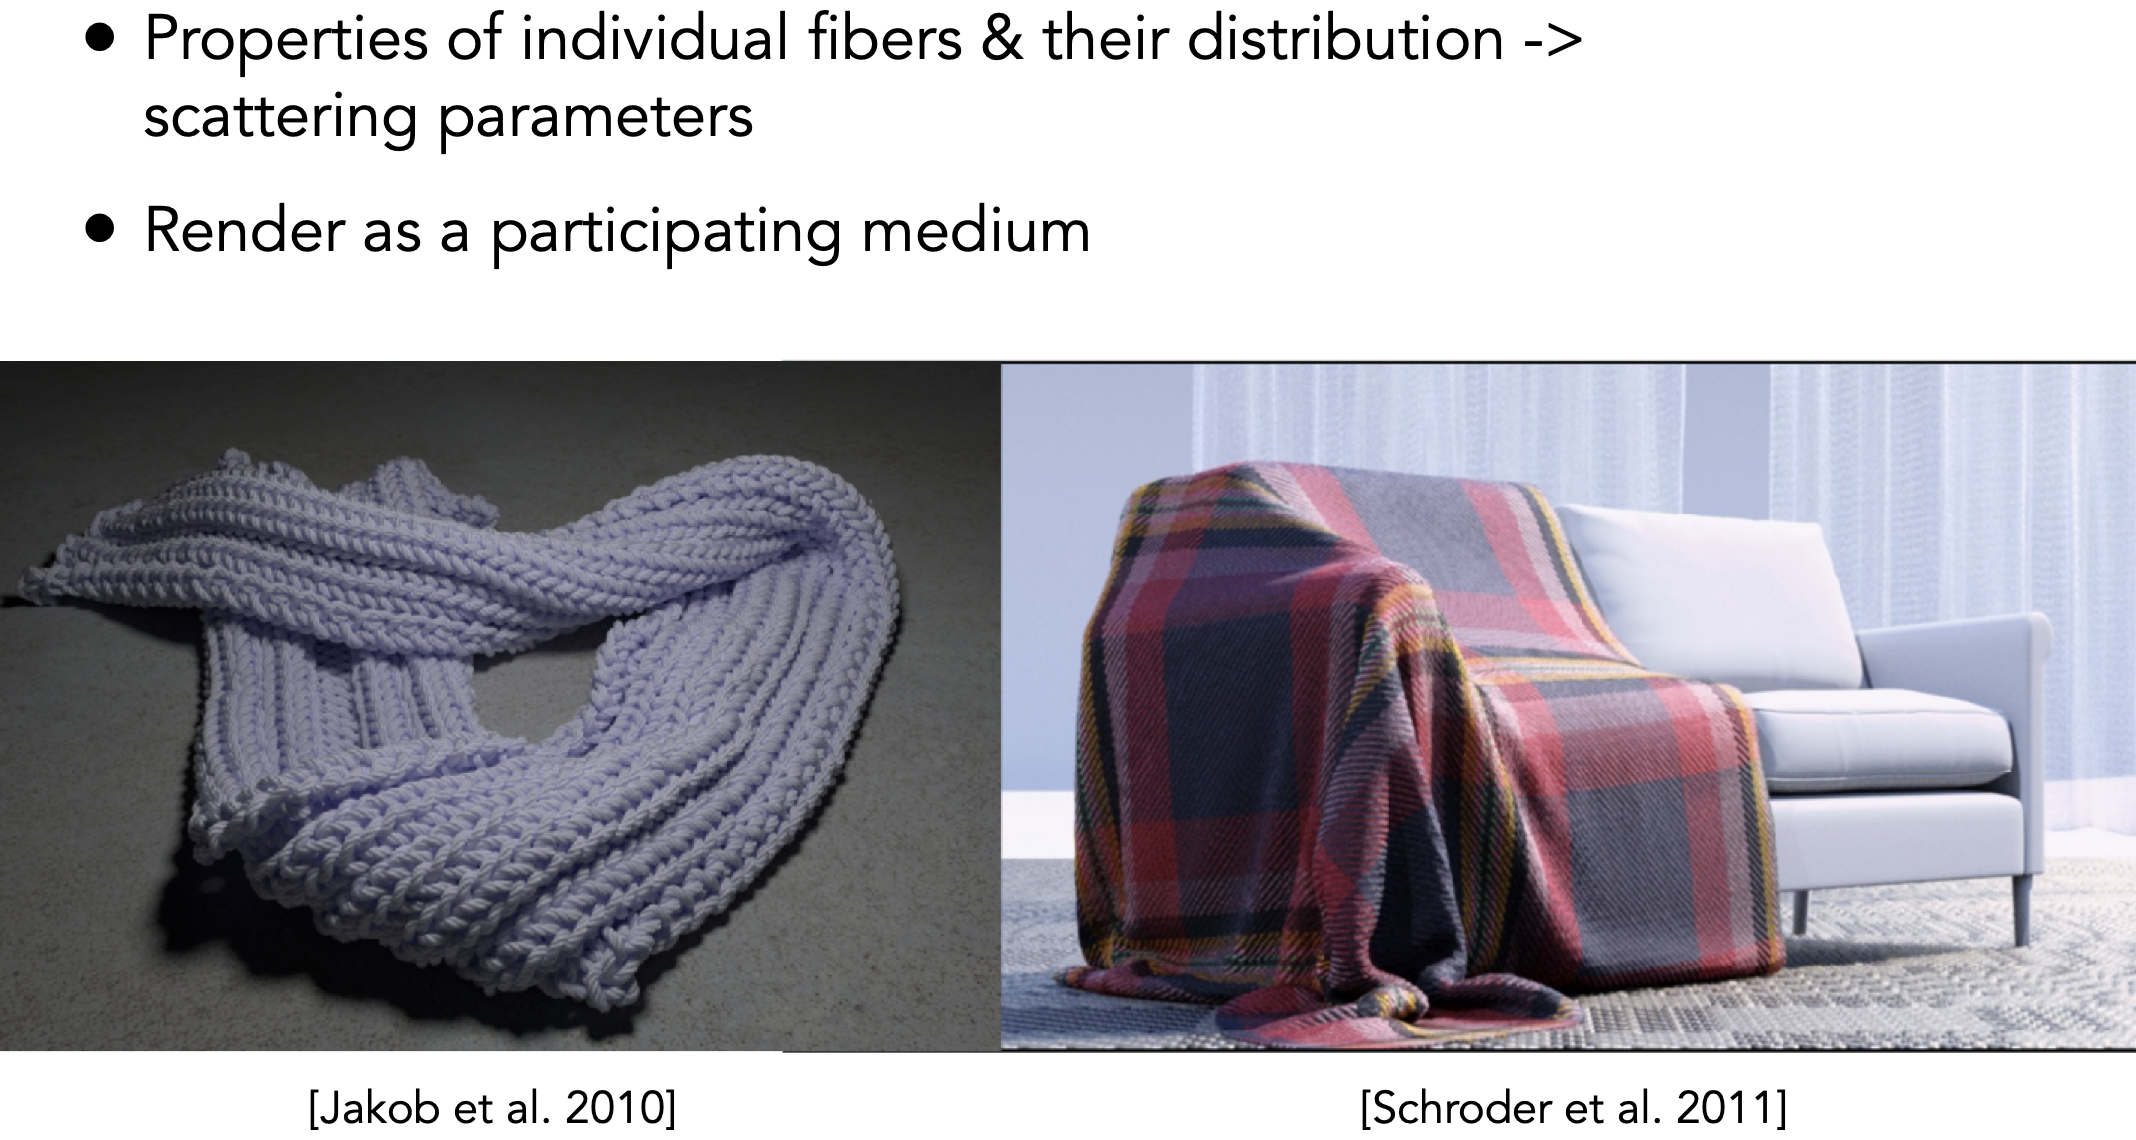 • Properties of individual fibers & their distribution ->
scattering parameters
• Render as a participating medium
[Jakob et al. 2010]
[Schroder et al. 2011]